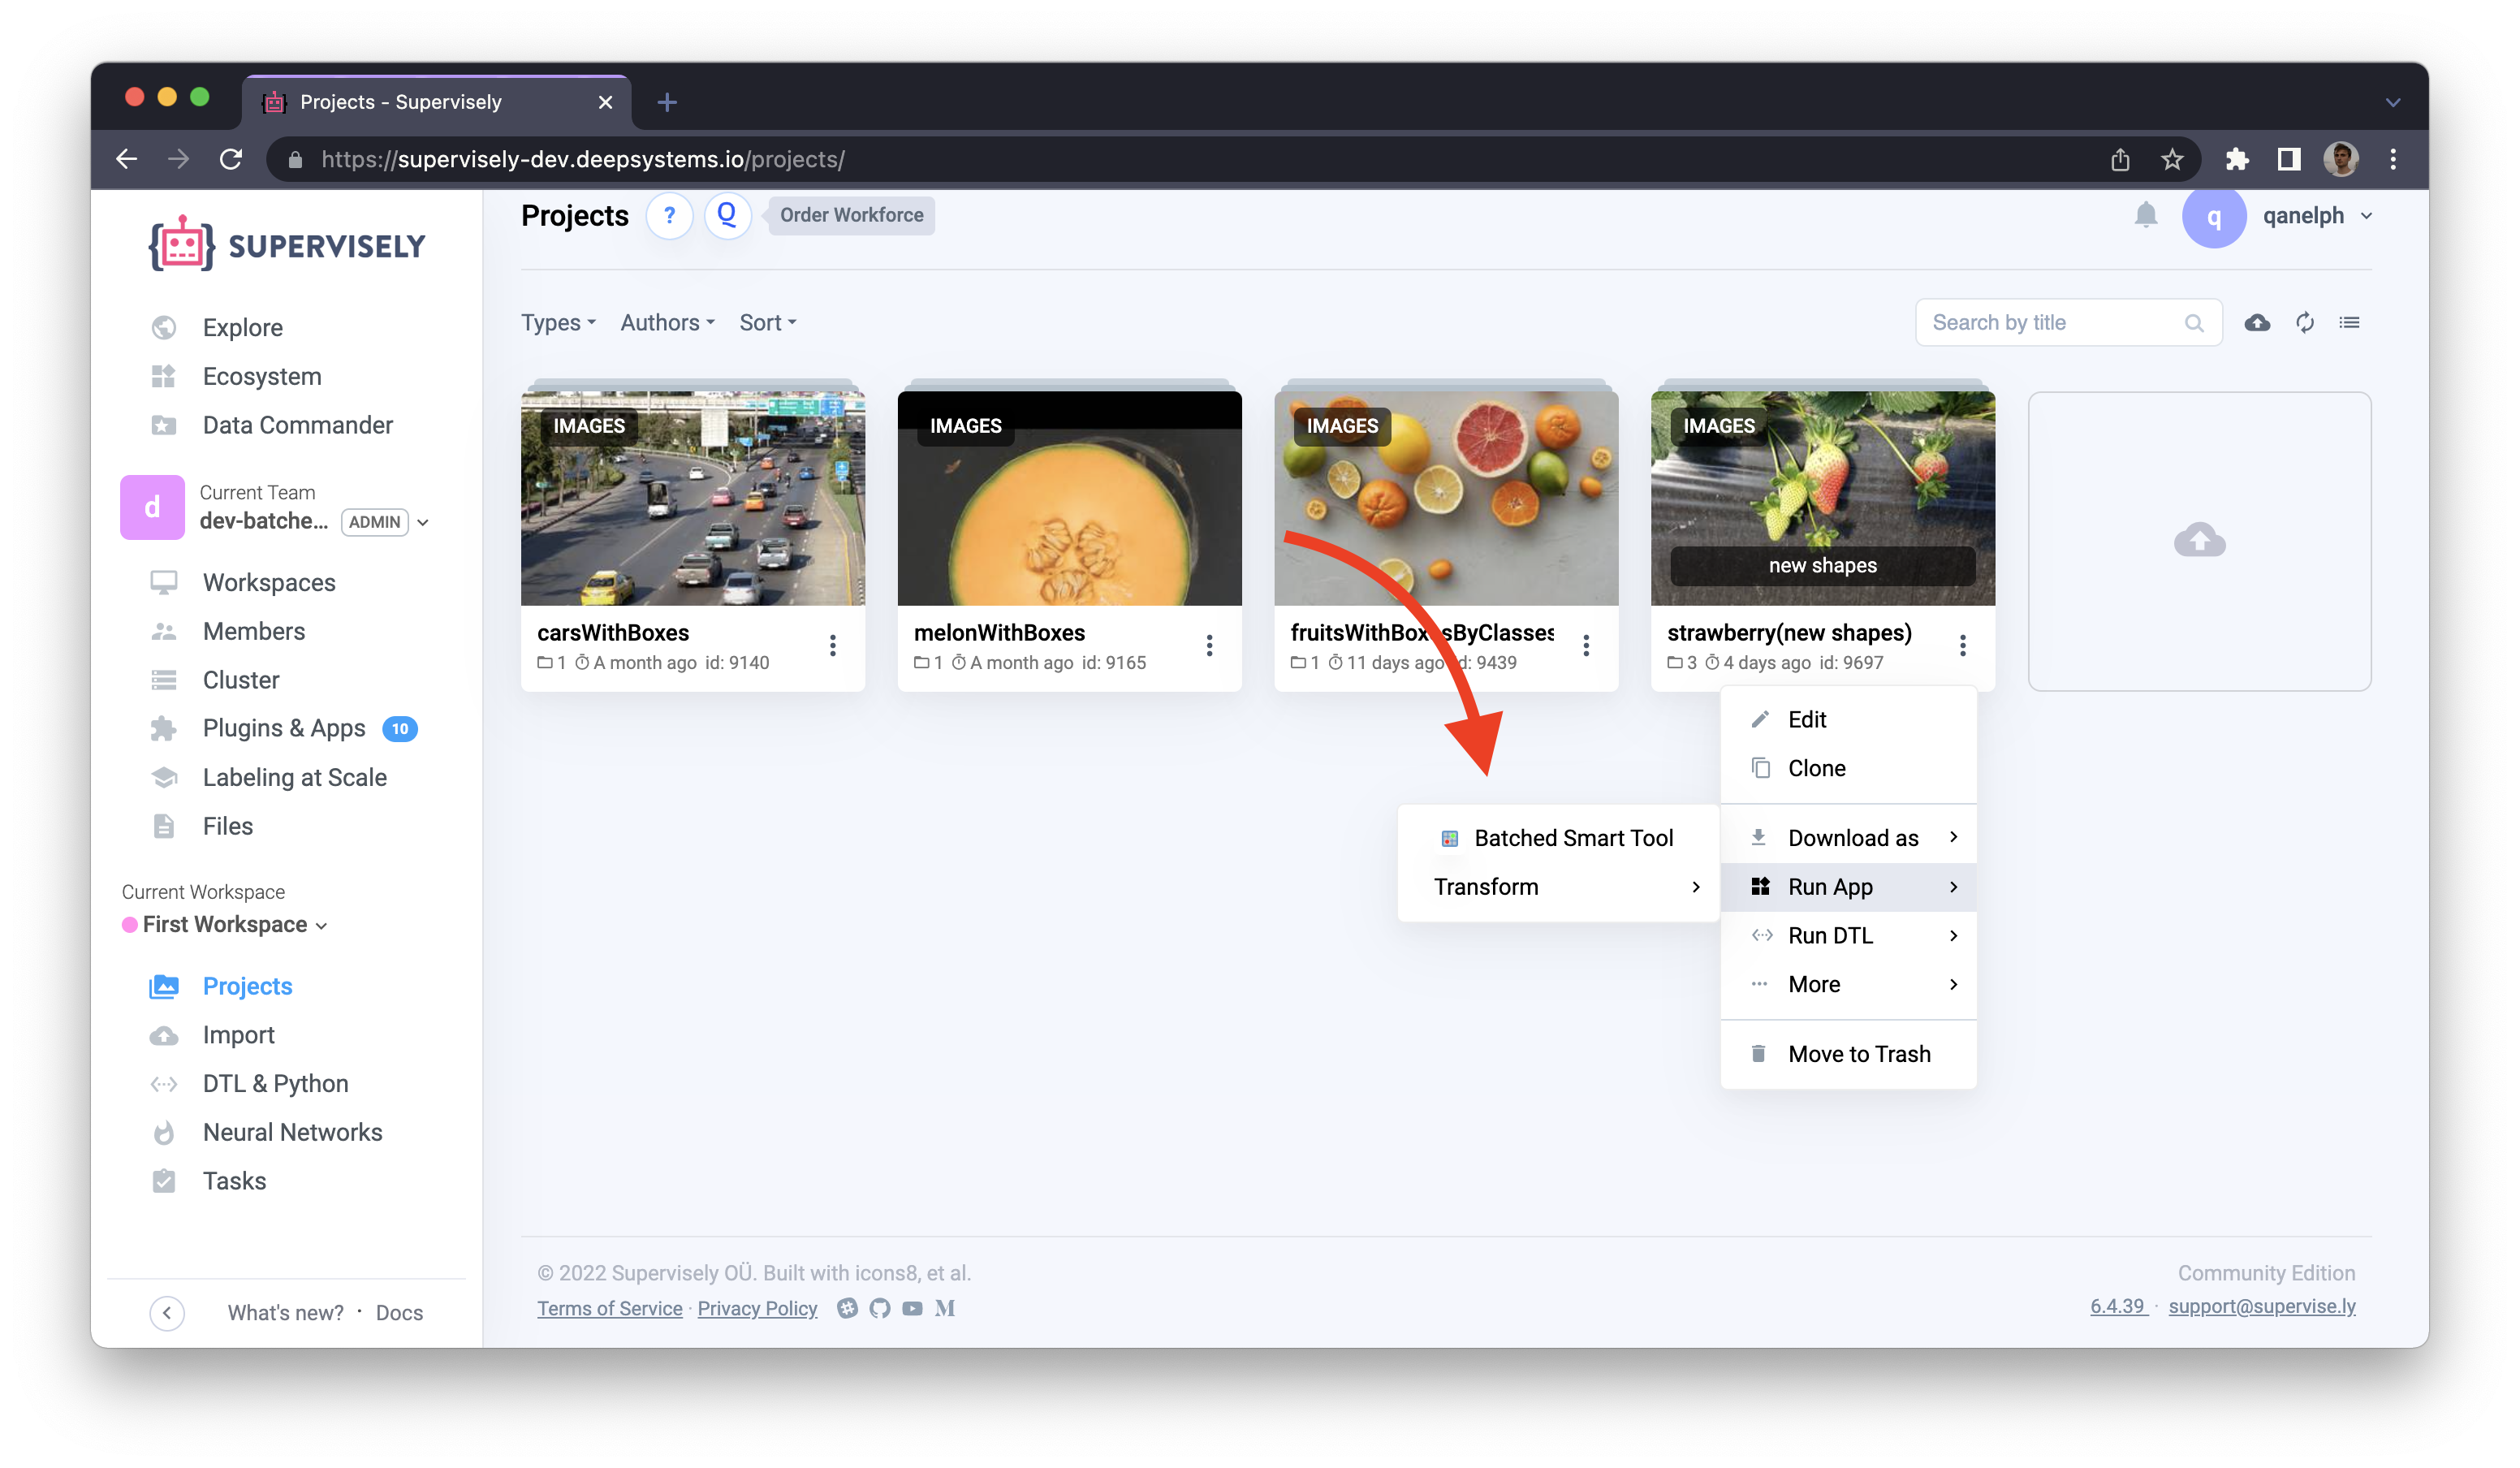 Projects - Supervisely
https://supervisely-dev.deepsystems.io/projects/
SUPERVISELY
Explore
Ecosystem
Data Commander
d
Current Team
dev-batche... ADMIN
Workspaces
Members
Cluster
Plugins & Apps 10
Labeling at Scale
Files
Current Workspace
First Workspace
Projects
Import
DTL & Python
Neural Networks
Tasks
What's new? · Docs
Projects ? Q Order Workforce
q qanelph
Types Authors Sort
Search by title
IMAGES
carsWithBoxes
1 A month ago id: 9140
IMAGES
melonWithBoxes
1 A month ago id: 9165
IMAGES
fruitsWithBoxesByClasses
1 11 days ago id: 9439
IMAGES
new shapes
strawberry(new shapes)
3 4 days ago id: 9697
Edit
Clone
Download as
Run App
Run DTL
More
Move to Trash
Batched Smart Tool
Transform
© 2022 Supervisely OÜ. Built with icons8, et al.
Terms of Service · Privacy Policy
Community Edition
6.4.39 · support@supervise.ly